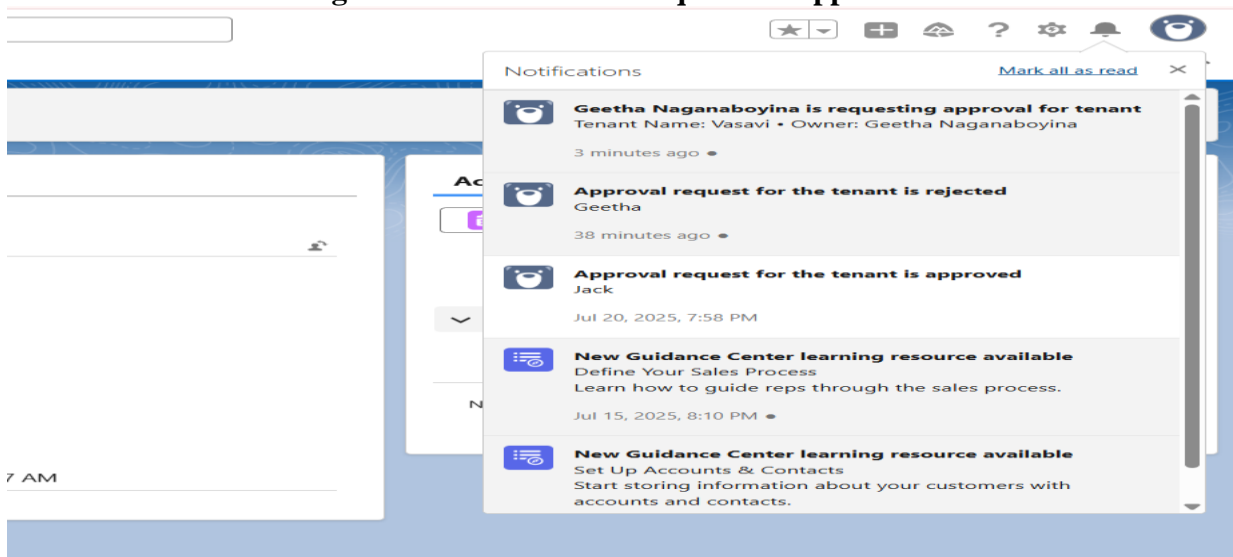 Notifications
Mark all as read
Geetha Naganaboyina is requesting approval for tenant
Tenant Name: Vasavi • Owner: Geetha Naganaboyina
3 minutes ago •
Approval request for the tenant is rejected
Geetha
38 minutes ago •
Approval request for the tenant is approved
Jack
Jul 20, 2025, 7:58 PM
New Guidance Center learning resource available
Define Your Sales Process
Learn how to guide reps through the sales process.
Jul 15, 2025, 8:10 PM •
New Guidance Center learning resource available
Set Up Accounts & Contacts
Start storing information about your customers with
accounts and contacts.
Ac
N
7 AM